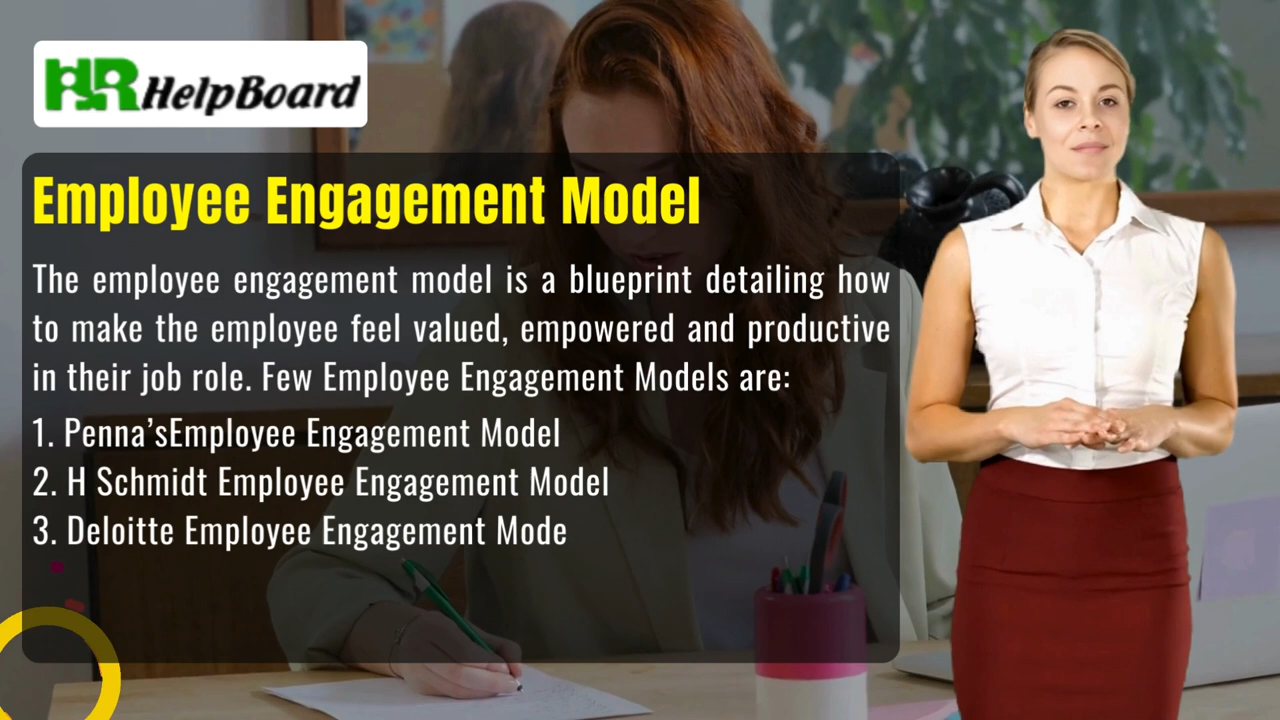 HR HelpBoard
Employee Engagement Model
The employee engagement model is a blueprint detailing how
to make the employee feel valued, empowered and productive
in their job role. Few Employee Engagement Models are:
1. Penna’sEmployee Engagement Model
2. H Schmidt Employee Engagement Model
3. Deloitte Employee Engagement Mode